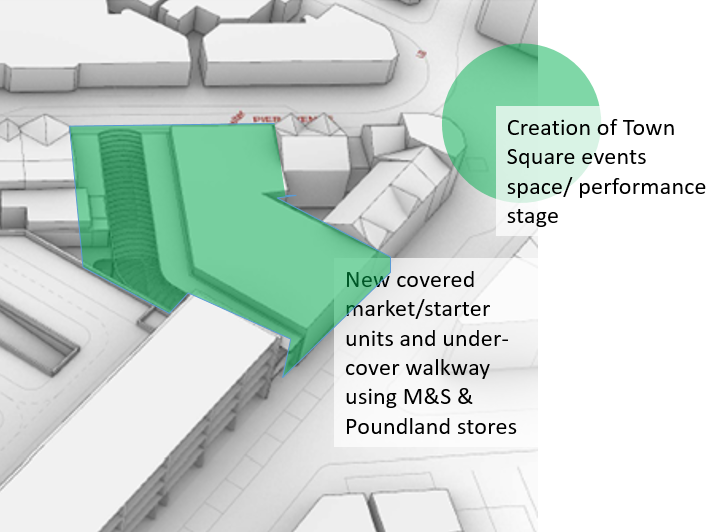 Creation of Town
Square events
space/ performance
stage
New covered
market/starter
units and under-
cover walkway
using M&S &
Poundland stores